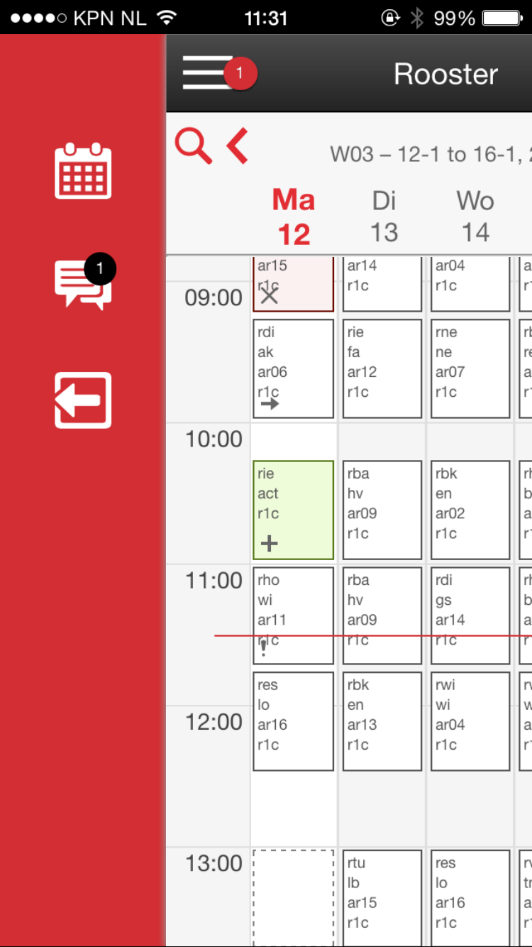 KPN NL 11:31 99%
1 Rooster
W03 – 12-1 to 16-1,
Ma Di Wo
12 13 14
1
ar15 ar14 ar04
r1c r1c r1c
09:00
rdi rie rne
ak fa ne
ar06 ar12 ar07
r1c r1c r1c
10:00
rie rba rbk
act hv en
r1c ar09 ar02
r1c r1c
11:00
rho rba rdi
wi hv gs
ar11 ar09 ar14
r1c r1c r1c
!
res rbk rwi
lo en wi
ar16 ar13 ar04
r1c r1c r1c
12:00
13:00
rtu res
lb lo
ar15 ar16
r1c r1c